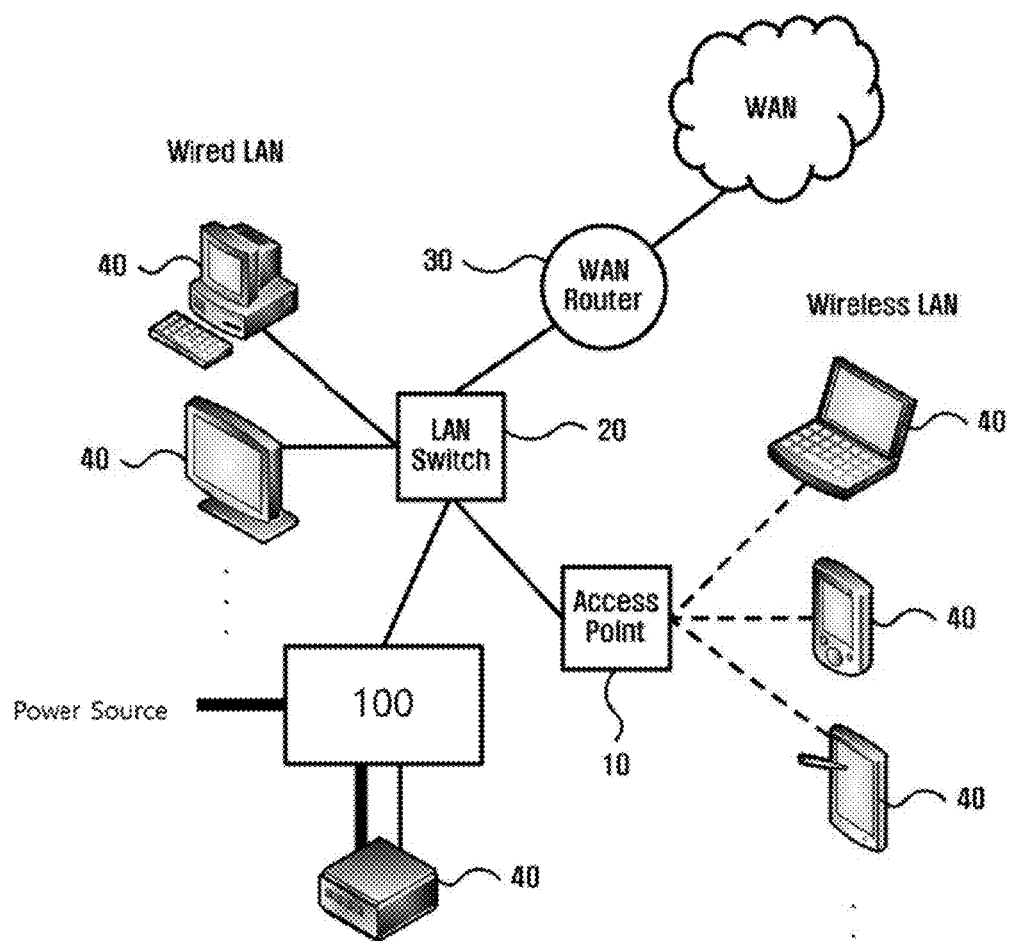 WAN
Wired LAN
40
30
WAN
Router
Wireless LAN
40
LAN
Switch
20
40
40
Access
Point
40
Power Source
100
10
40
40